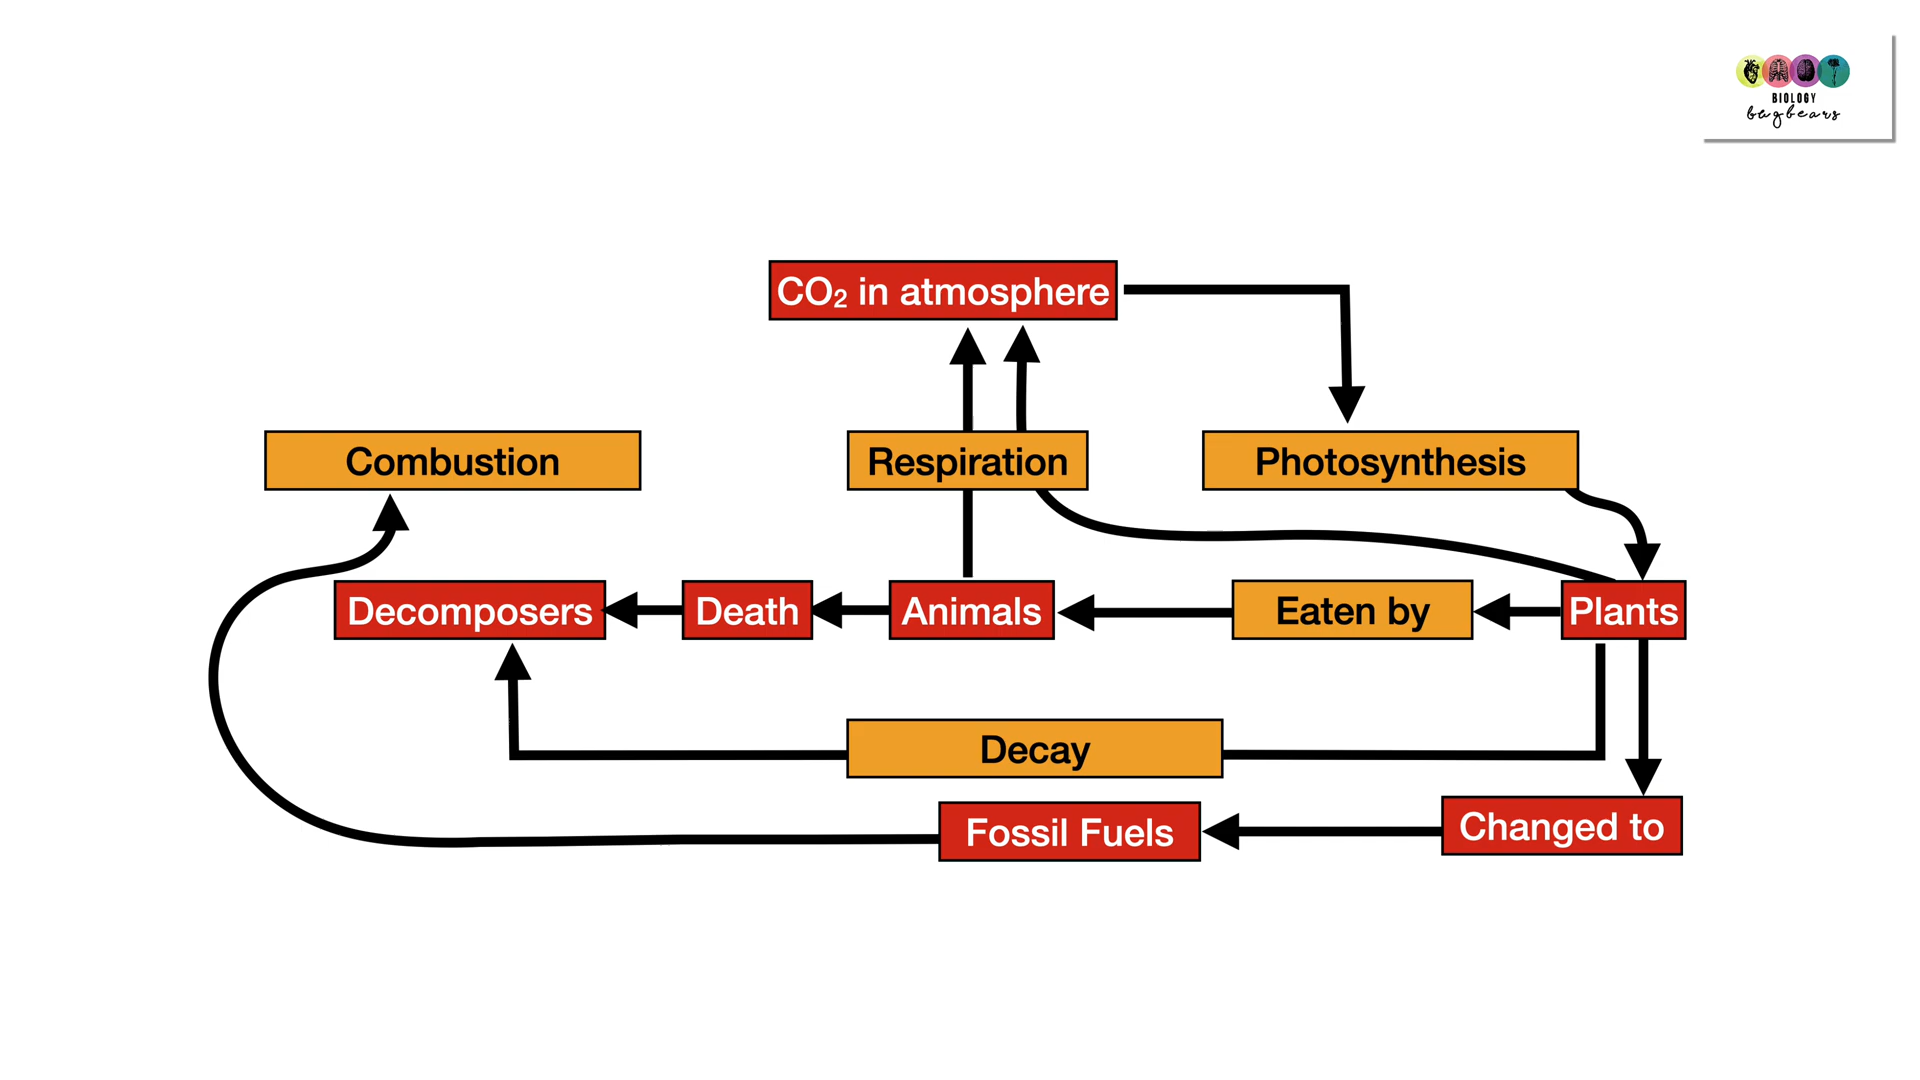 BIOLOGY
bugbears
CO₂ in atmosphere
Combustion
Respiration
Photosynthesis
Decomposers
Death
Animals
Eaten by
Plants
Decay
Fossil Fuels
Changed to